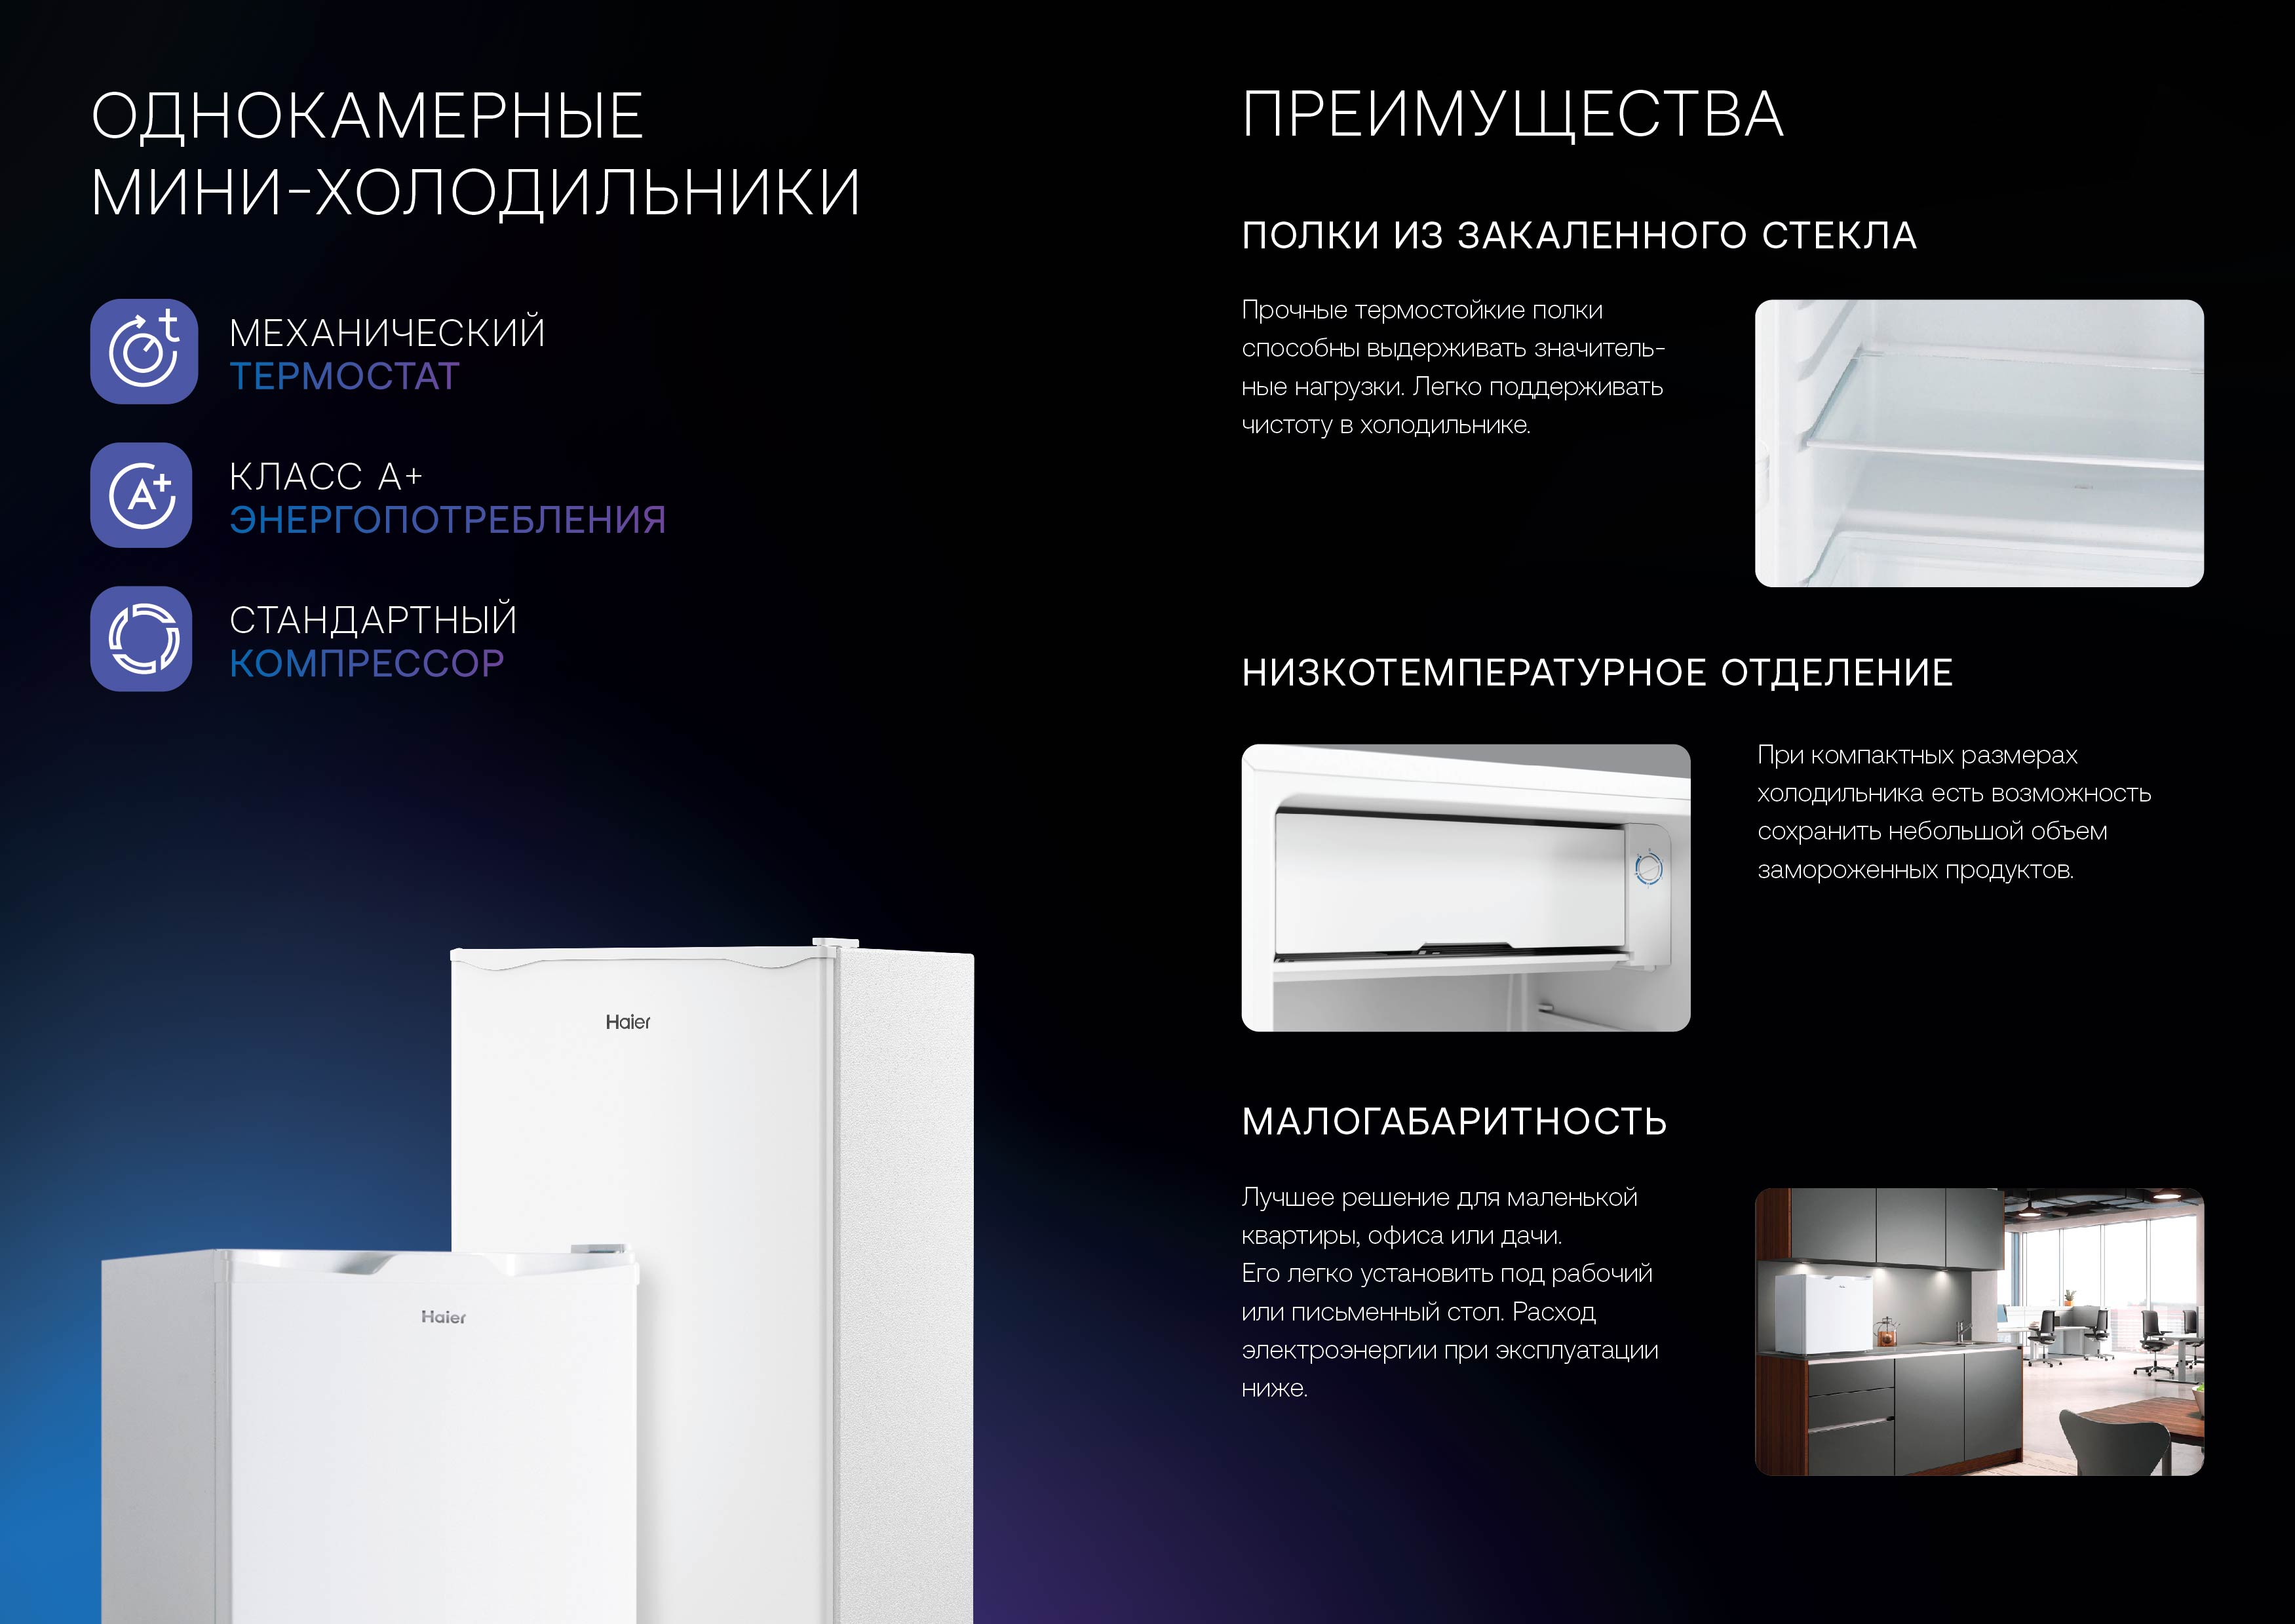 ОДНОКАМЕРНЫЕ
МИНИ-ХОЛОДИЛЬНИКИ
t
МЕХАНИЧЕСКИЙ
ТЕРМОСТАТ
A+
КЛАСС А+
ЭНЕРГОПОТРЕБЛЕНИЯ
СТАНДАРТНЫЙ
КОМПРЕССОР
Haier
Haier
ПРЕИМУЩЕСТВА
ПОЛКИ ИЗ ЗАКАЛЕННОГО СТЕКЛА
Прочные термостойкие полки
способны выдерживать значитель-
ные нагрузки. Легко поддерживать
чистоту в холодильнике.
НИЗКОТЕМПЕРАТУРНОЕ ОТДЕЛЕНИЕ
При компактных размерах
холодильника есть возможность
сохранить небольшой объем
замороженных продуктов.
МАЛОГАБАРИТНОСТЬ
Лучшее решение для маленькой
квартиры, офиса или дачи.
Его легко установить под рабочий
или письменный стол. Расход
электроэнергии при эксплуатации
ниже.